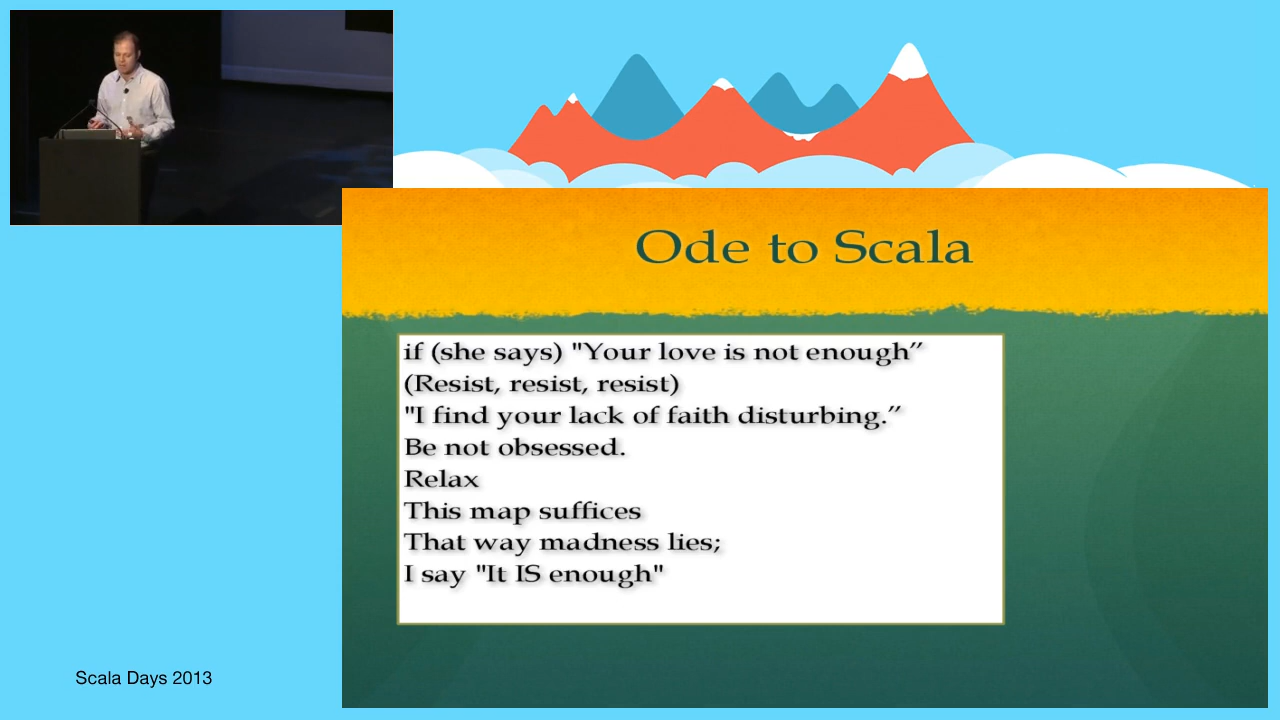 Ode to Scala
if (she says) "Your love is not enough”
(Resist, resist, resist)
"I find your lack of faith disturbing.”
Be not obsessed.
Relax
This map suffices
That way madness lies;
I say "It IS enough"
Scala Days 2013